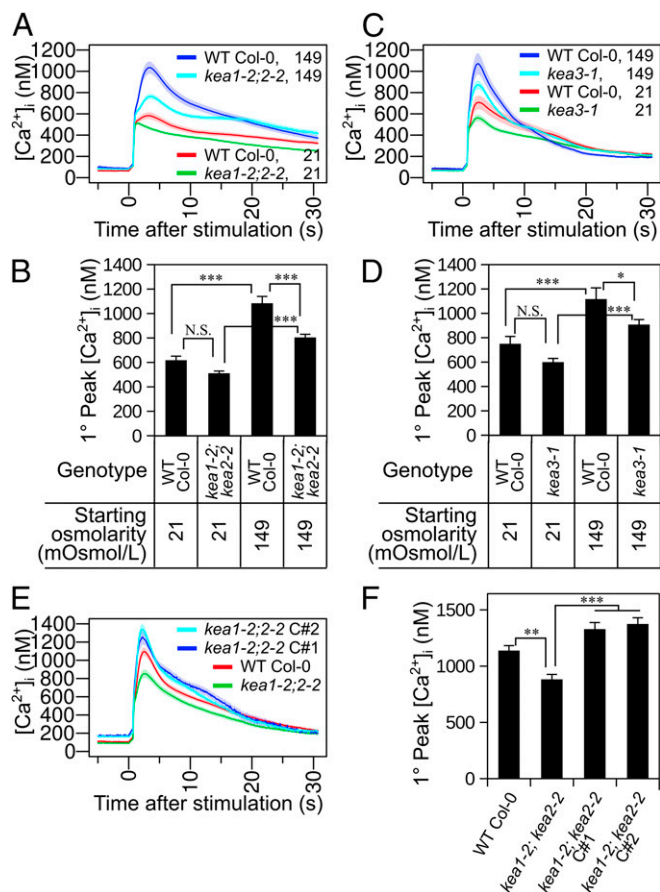 A
[Ca²⁺]i (nM)
1200
1000
800
600
400
200
0
WT Col-0, 149
kea1-2;2-2, 149
WT Col-0, 21
kea1-2;2-2, 21
0
10
20
30
Time after stimulation (s)
C
[Ca²⁺]i (nM)
1200
1000
800
600
400
200
0
WT Col-0, 149
kea3-1, 149
WT Col-0, 21
kea3-1 21
0
10
20
30
Time after stimulation (s)
B
1° Peak [Ca²⁺]i (nM)
1400
1200
1000
800
600
400
200
0
***
***
N.S.
***
Genotype
WT Col-0
kea1-2; kea2-2
WT Col-0
kea1-2; kea2-2
Starting osmolarity (mOsmol/L)
21
21
149
149
D
1° Peak [Ca²⁺]i (nM)
1400
1200
1000
800
600
400
200
0
***
*
N.S.
***
Genotype
WT Col-0
kea3-1
WT Col-0
kea3-1
Starting osmolarity (mOsmol/L)
21
21
149
149
E
[Ca²⁺]i (nM)
1400
1200
1000
800
600
400
200
0
kea1-2;2-2 C#2
kea1-2;2-2 C#1
WT Col-0
kea1-2;2-2
0
10
20
30
Time after stimulation (s)
F
1° Peak [Ca²⁺]i (nM)
1500
1000
500
0
**
***
WT Col-0
kea1-2; kea2-2
kea1-2; kea2-2 C#1
kea1-2; kea2-2 C#2